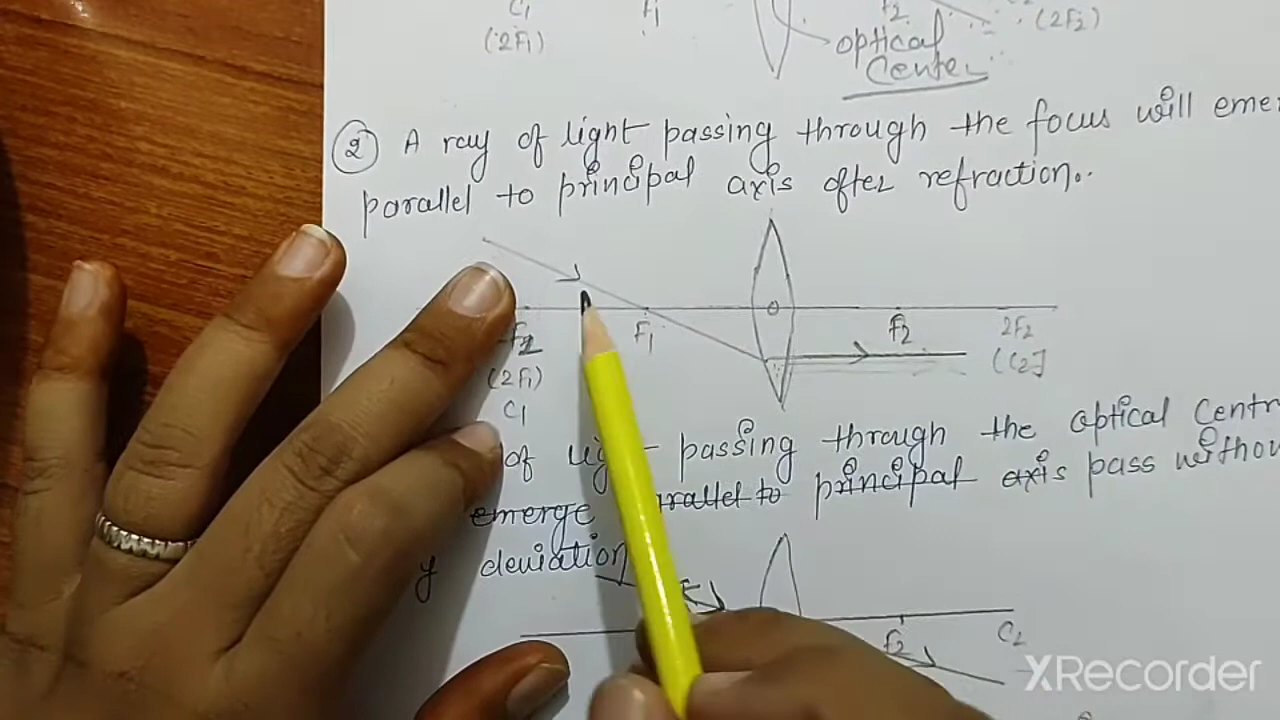 C1 F1 F2
(2F1) (2F2)
optical
Center
② A ray of light passing through the focus will eme
parallel to principal axis after refraction..
O
F1 F2 2F2
(2F1) (C2]
C1
of passing through the optical Centr
emerge to principal axis pass withou
y deviation
F2 C2
XRecorder